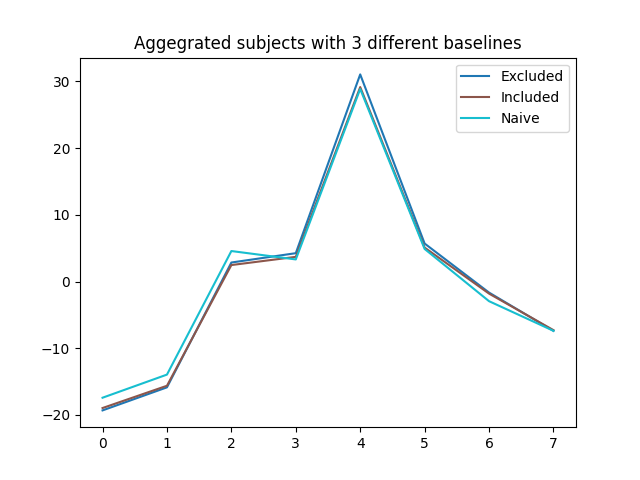 Aggegrated subjects with 3 different baselines
Excluded
Included
Naive
30
20
10
0
−10
−20
0 1 2 3 4 5 6 7